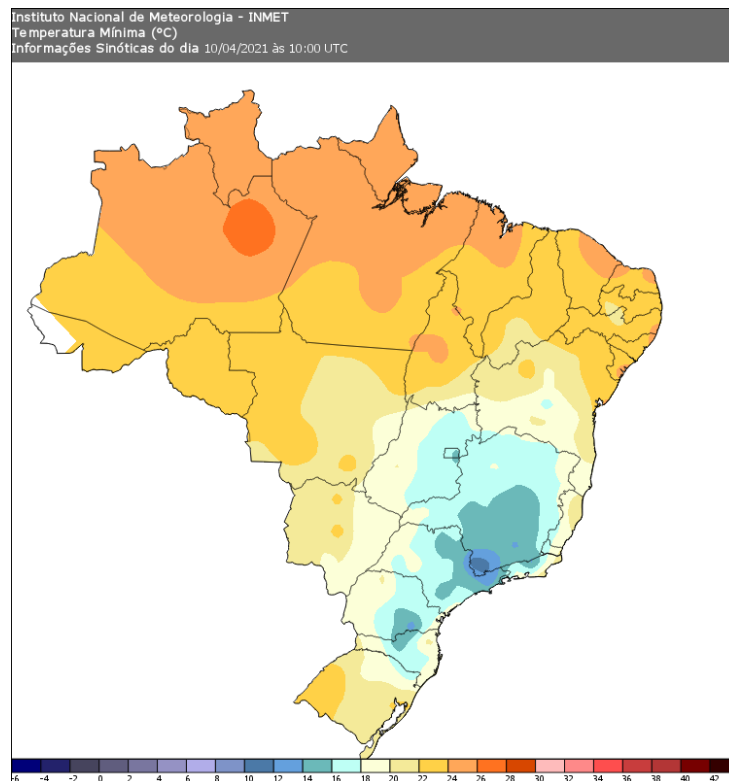 Instituto Nacional de Meteorologia - INMET
Temperatura Mínima (ºC)
Informações Sinóticas do dia 10/04/2021 às 10:00 UTC
-6 -4 -2 0 2 4 6 8 10 12 14 16 18 20 22 24 26 28 30 32 34 36 38 40 42